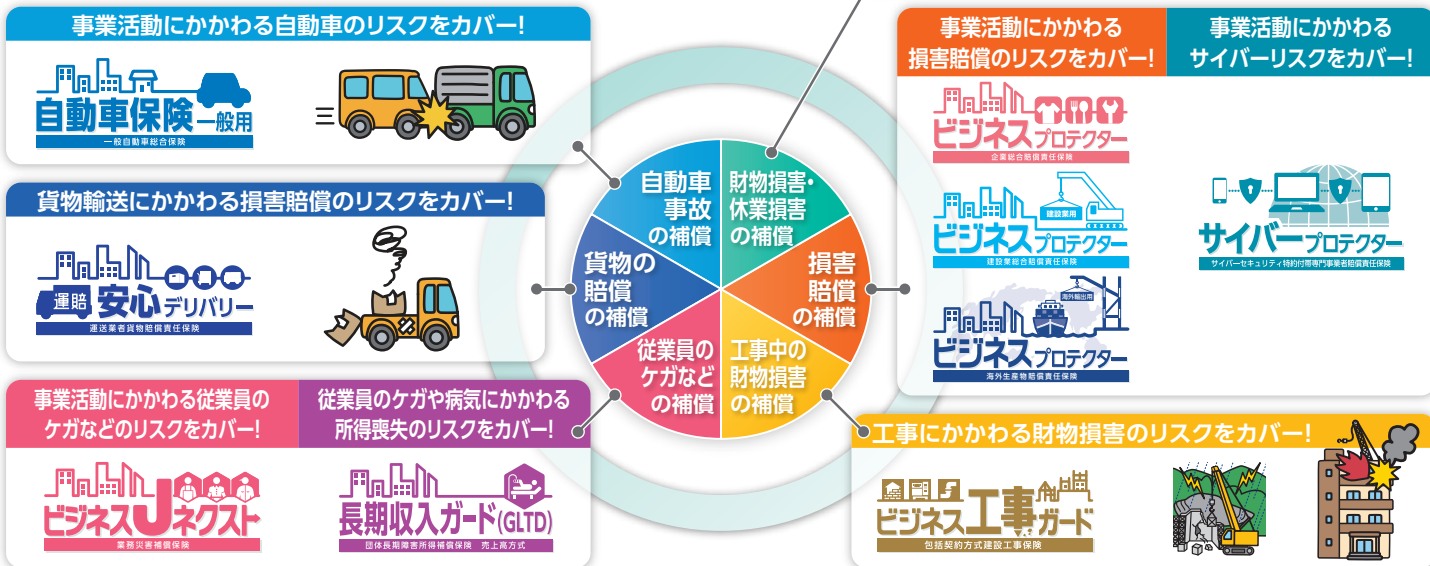 事業活動にかかわる自動車のリスクをカバー!
自動車保険 一般用
一般自動車総合保険
貨物輸送にかかわる損害賠償のリスクをカバー!
運賠 安心デリバリー
運送業者貨物賠償責任保険
事業活動にかかわる従業員の
ケガなどのリスクをカバー!
ビジネスJネクスト
業務災害補償保険
従業員のケガや病気にかかわる
所得喪失のリスクをカバー!
長期収入ガード(GLTD)
団体長期障害所得補償保険 売上高方式
自動車
事故
の補償
財物損害・
休業損害
の補償
貨物の
賠償
の補償
損害
賠償
の補償
従業員の
ケガなど
の補償
工事中の
財物損害
の補償
事業活動にかかわる
損害賠償のリスクをカバー!
ビジネスプロテクター
企業総合賠償責任保険
建設業用
ビジネスプロテクター
建設業総合賠償責任保険
海外輸出用
ビジネスプロテクター
海外生産物賠償責任保険
事業活動にかかわる
サイバーリスクをカバー!
サイバープロテクター
サイバーセキュリティ特約付帯専門事業者賠償責任保険
工事にかかわる財物損害のリスクをカバー!
ビジネス工事ガード
包括契約方式建設工事保険